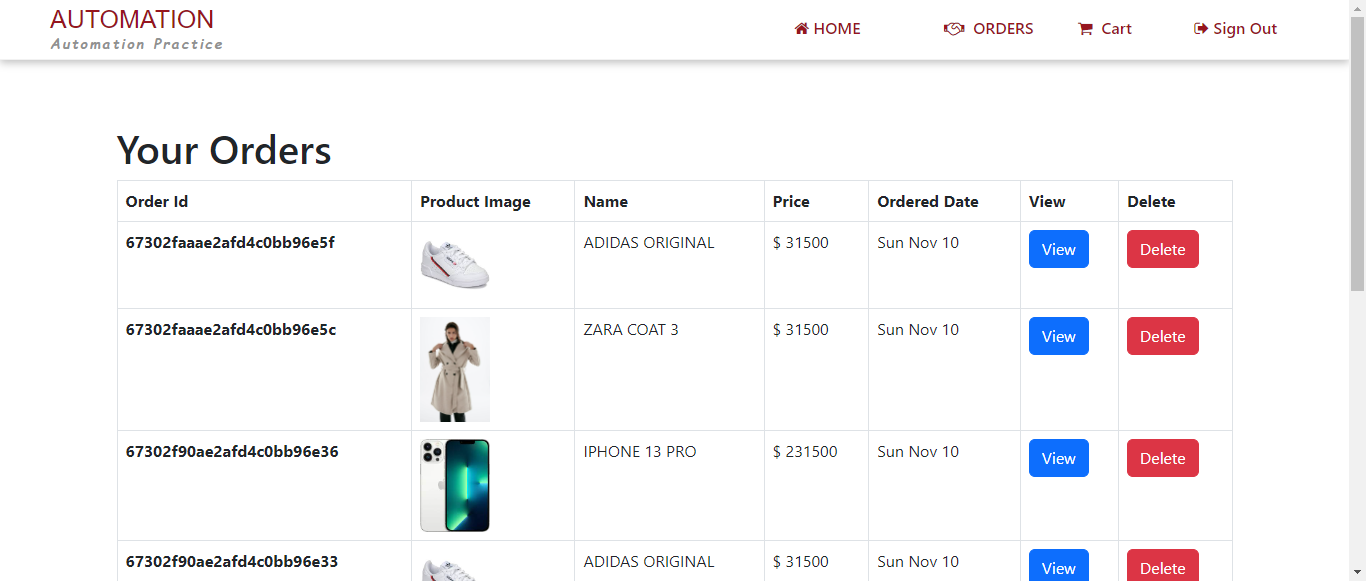 AUTOMATION
Automation Practice
HOME ORDERS Cart Sign Out
Your Orders
Order Id Product Image Name Price Ordered Date View Delete
67302faaae2afd4c0bb96e5f ADIDAS ORIGINAL $ 31500 Sun Nov 10 View Delete
67302faaae2afd4c0bb96e5c ZARA COAT 3 $ 31500 Sun Nov 10 View Delete
67302f90ae2afd4c0bb96e36 IPHONE 13 PRO $ 231500 Sun Nov 10 View Delete
67302f90ae2afd4c0bb96e33 ADIDAS ORIGINAL $ 31500 Sun Nov 10 View Delete